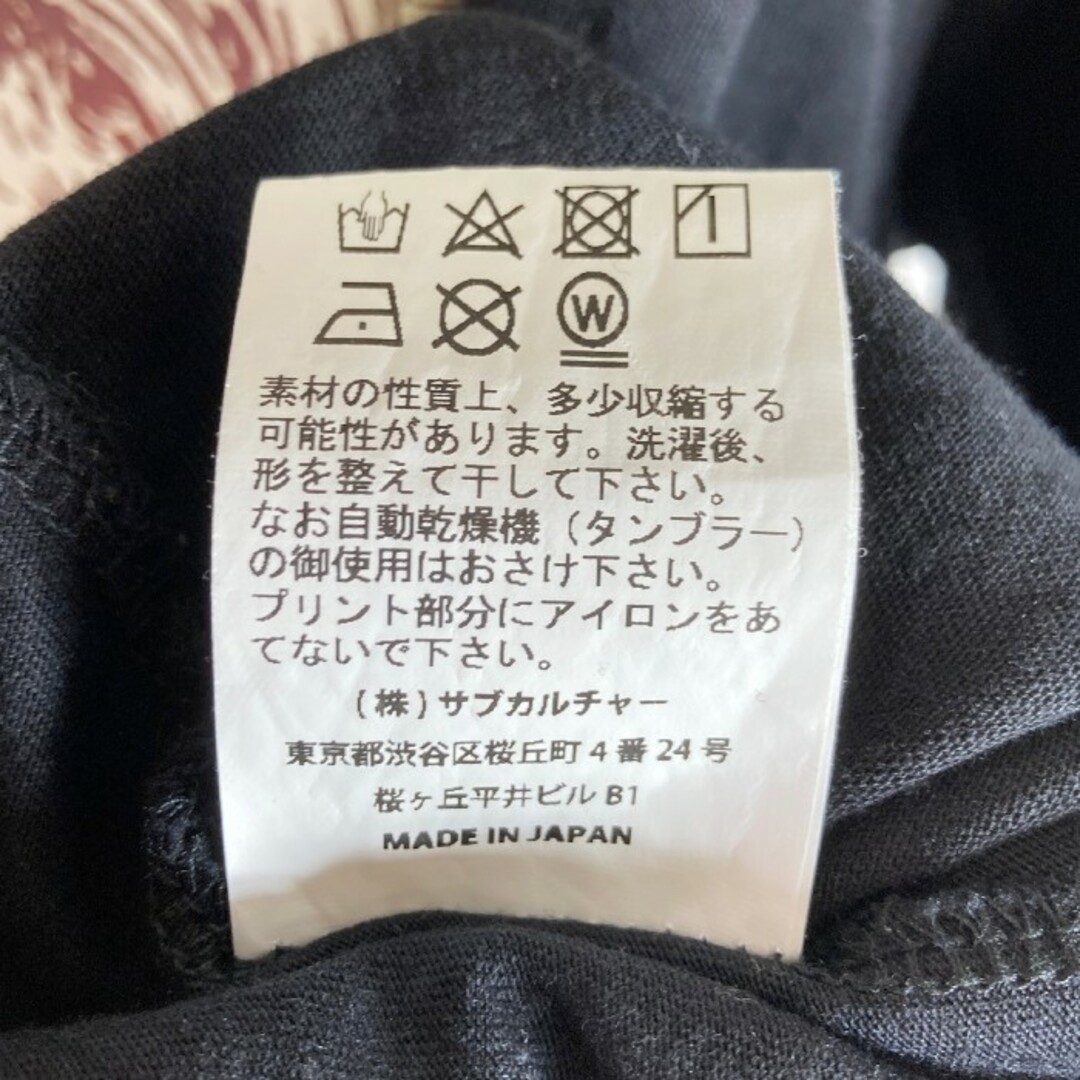 W
素材の性質上、多少収縮する
可能性があります。洗濯後、
形を整えて干して下さい。
なお自動乾燥機（タンブラー）
の御使用はおさけ下さい。
プリント部分にアイロンをあ
てないで下さい。
(株)サブカルチャー
東京都渋谷区桜丘町4番24号
桜ヶ丘平井ビルB1
MADE IN JAPAN